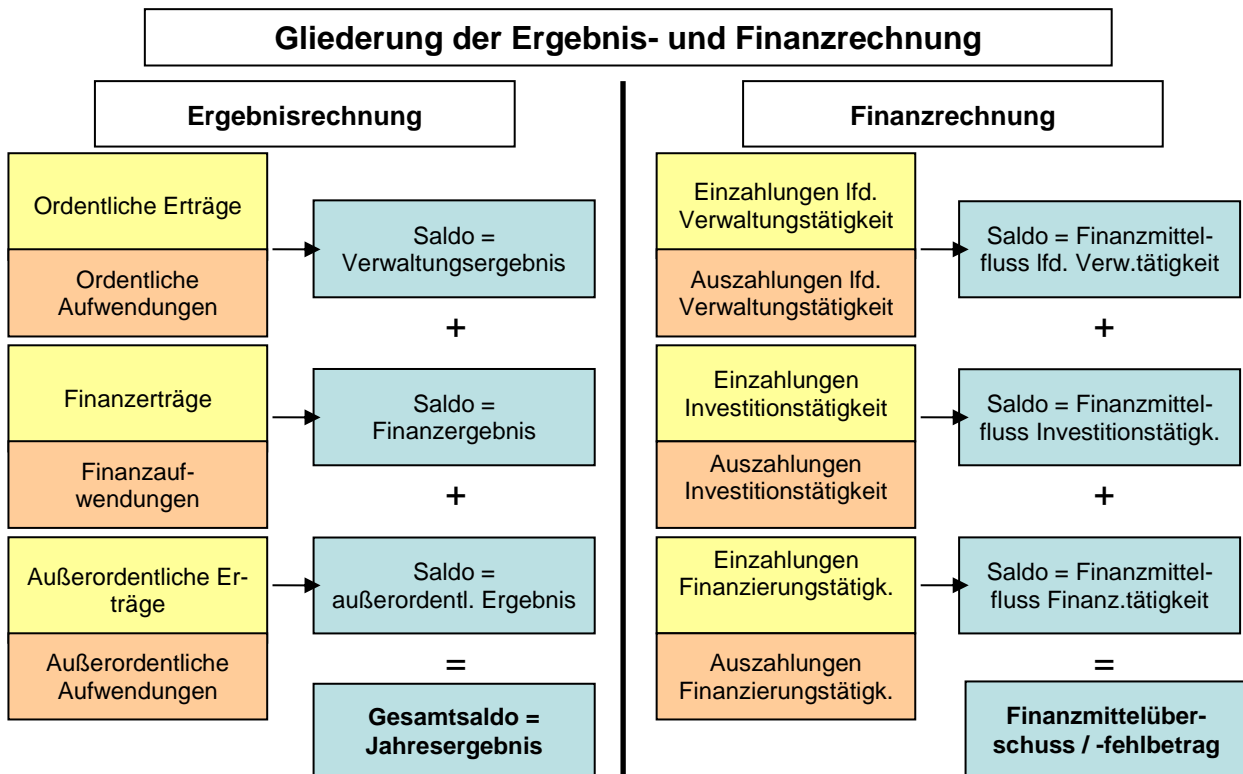 Gliederung der Ergebnis- und Finanzrechnung
Ergebnisrechnung
Ordentliche Erträge
Ordentliche
Aufwendungen
Saldo =
Verwaltungsergebnis
+
Finanzerträge
Finanzauf-
wendungen
Saldo =
Finanzergebnis
+
Außerordentliche Er-
träge
Außerordentliche
Aufwendungen
Saldo =
außerordentl. Ergebnis
=
Gesamtsaldo =
Jahresergebnis
Finanzrechnung
Einzahlungen lfd.
Verwaltungstätigkeit
Auszahlungen lfd.
Verwaltungstätigkeit
Saldo = Finanzmittel-
fluss lfd. Verw.tätigkeit
+
Einzahlungen
Investitionstätigkeit
Auszahlungen
Investitionstätigkeit
Saldo = Finanzmittel-
fluss Investitionstätigk.
+
Einzahlungen
Finanzierungstätigk.
Auszahlungen
Finanzierungstätigk.
Saldo = Finanzmittel-
fluss Finanz.tätigkeit
=
Finanzmittelüber-
schuss / -fehlbetrag